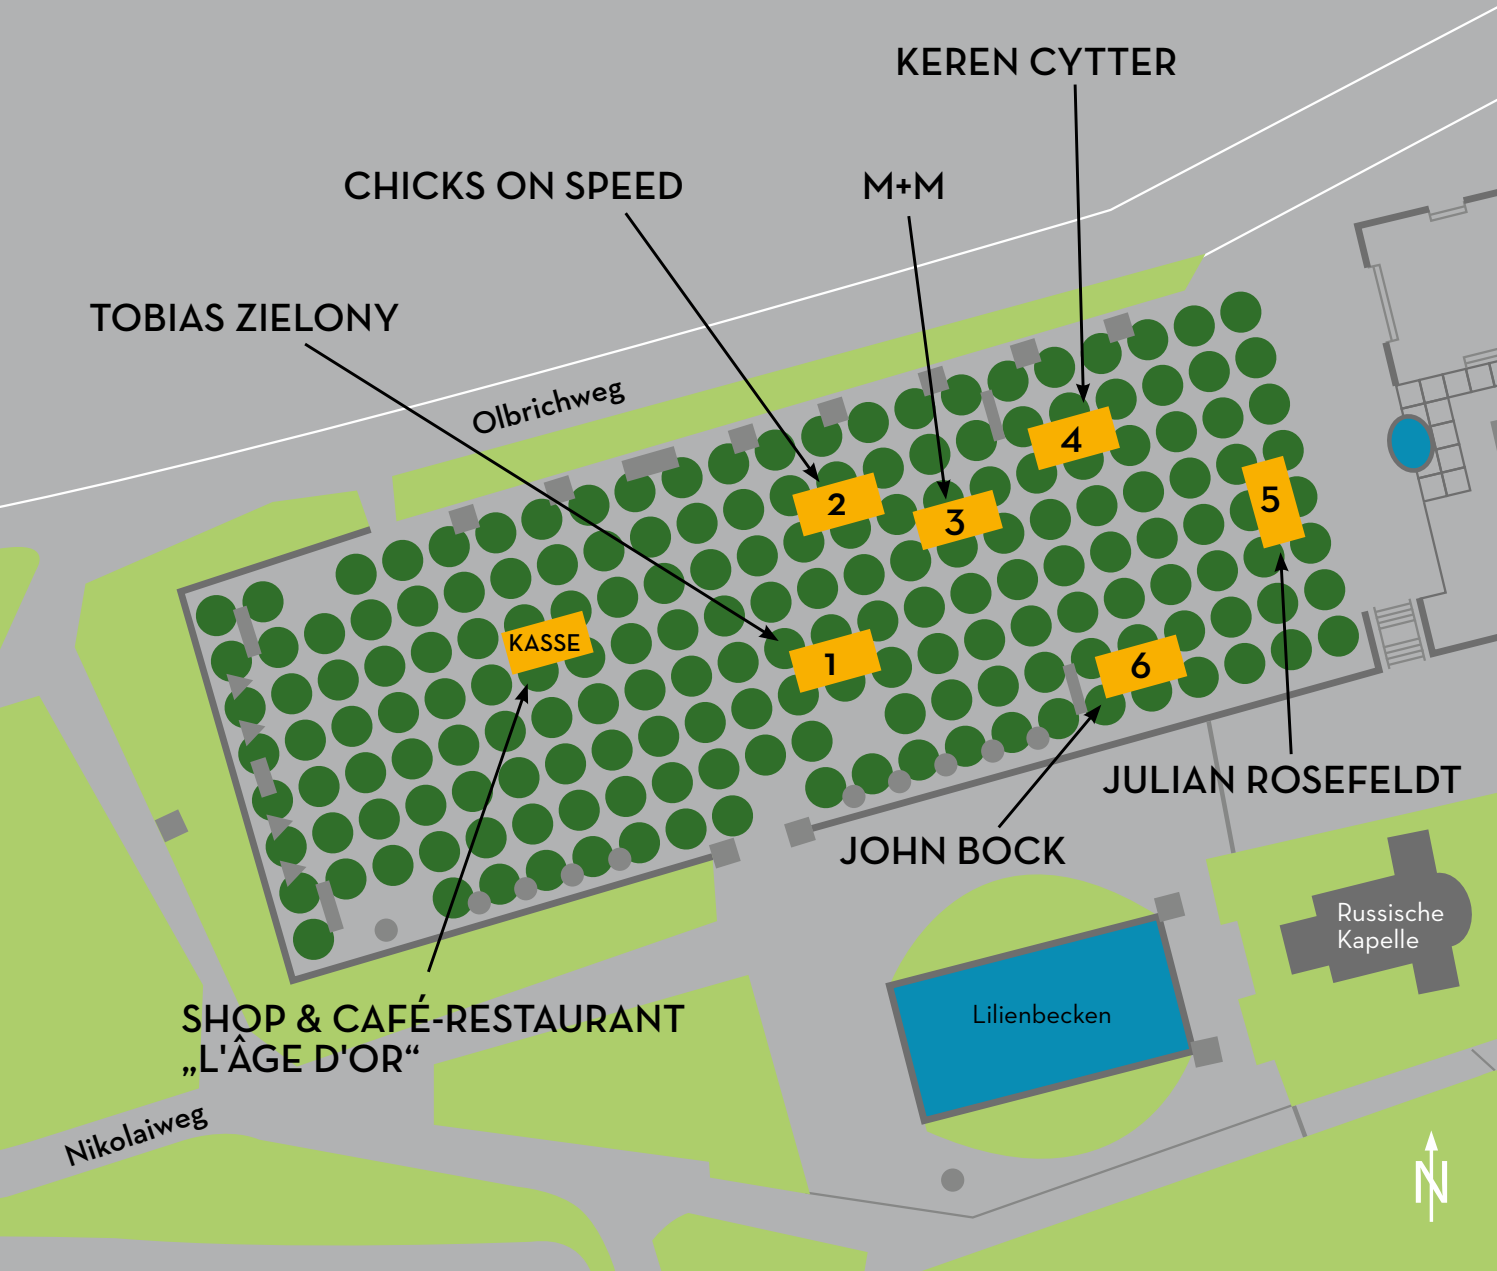 KEREN CYTTER
CHICKS ON SPEED
M+M
TOBIAS ZIELONY
Olbrichweg
4
5
2
3
KASSE
1
6
JULIAN ROSEFELDT
JOHN BOCK
Russische
Kapelle
SHOP & CAFÉ-RESTAURANT
„L'ÂGE D'OR“
Lilienbecken
Nikolaiweg
N